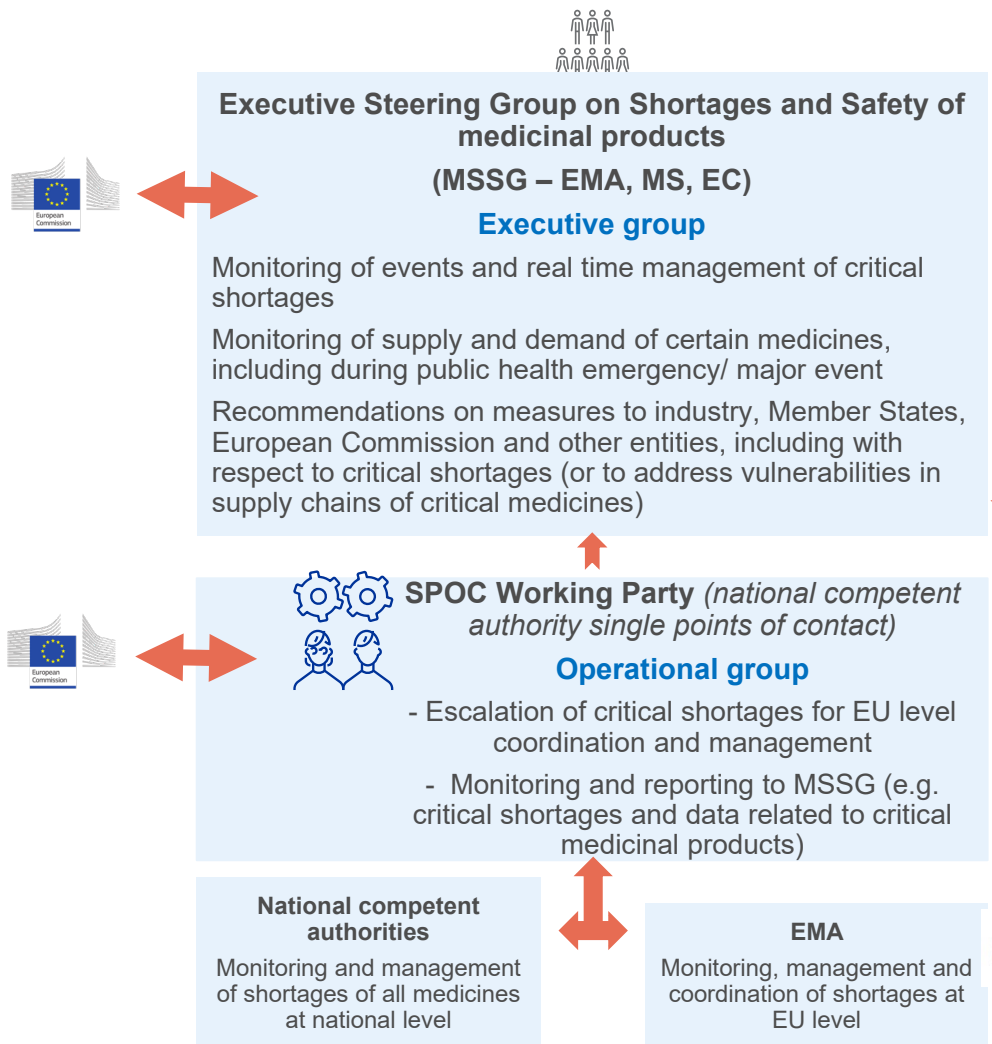 Executive Steering Group on Shortages and Safety of
medicinal products
(MSSG – EMA, MS, EC)
Executive group
European
Commission
Monitoring of events and real time management of critical
shortages
Monitoring of supply and demand of certain medicines,
including during public health emergency/ major event
Recommendations on measures to industry, Member States,
European Commission and other entities, including with
respect to critical shortages (or to address vulnerabilities in
supply chains of critical medicines)
SPOC Working Party (national competent
authority single points of contact)
European
Commission
Operational group
- Escalation of critical shortages for EU level
coordination and management
- Monitoring and reporting to MSSG (e.g.
critical shortages and data related to critical
medicinal products)
National competent
authorities
Monitoring and management
of shortages of all medicines
at national level
EMA
Monitoring, management and
coordination of shortages at
EU level